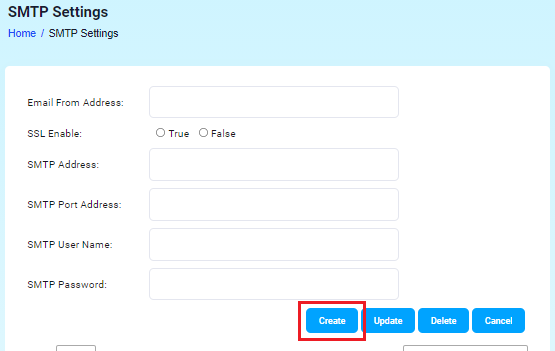 SMTP Settings
Home / SMTP Settings
Email From Address:
SSL Enable: True False
SMTP Address:
SMTP Port Address:
SMTP User Name:
SMTP Password:
Create Update Delete Cancel